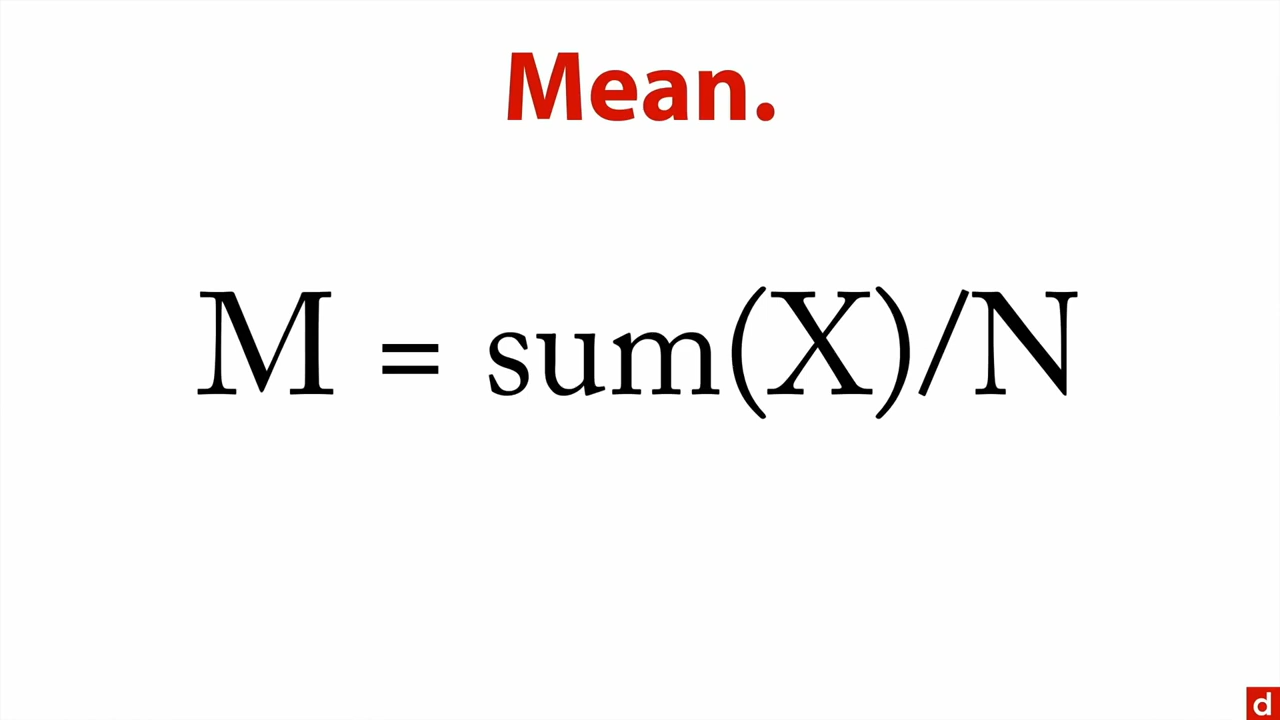 Mean.
M = sum(X)/N
d